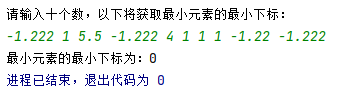 请输入十个数，以下将获取最小元素的最小下标：
-1.222 1 5.5 -1.222 4 1 1 1 -1.22 -1.222
最小元素的最小下标为：0
进程已结束，退出代码为 0